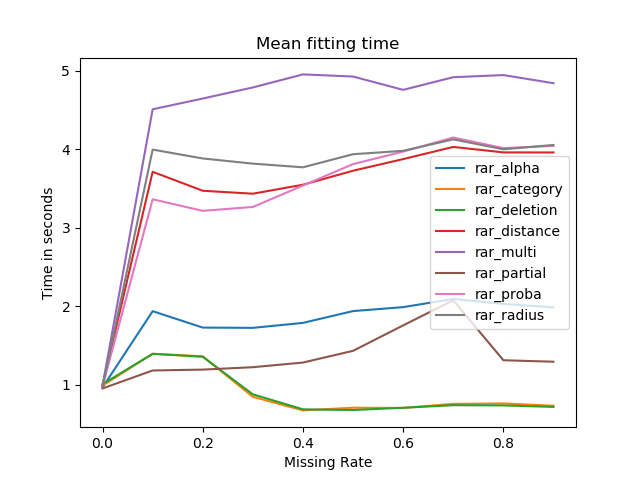 Mean fitting time
Time in seconds
5
4
3
2
1
rar_alpha
rar_category
rar_deletion
rar_distance
rar_multi
rar_partial
rar_proba
rar_radius
0.0 0.2 0.4 0.6 0.8
Missing Rate